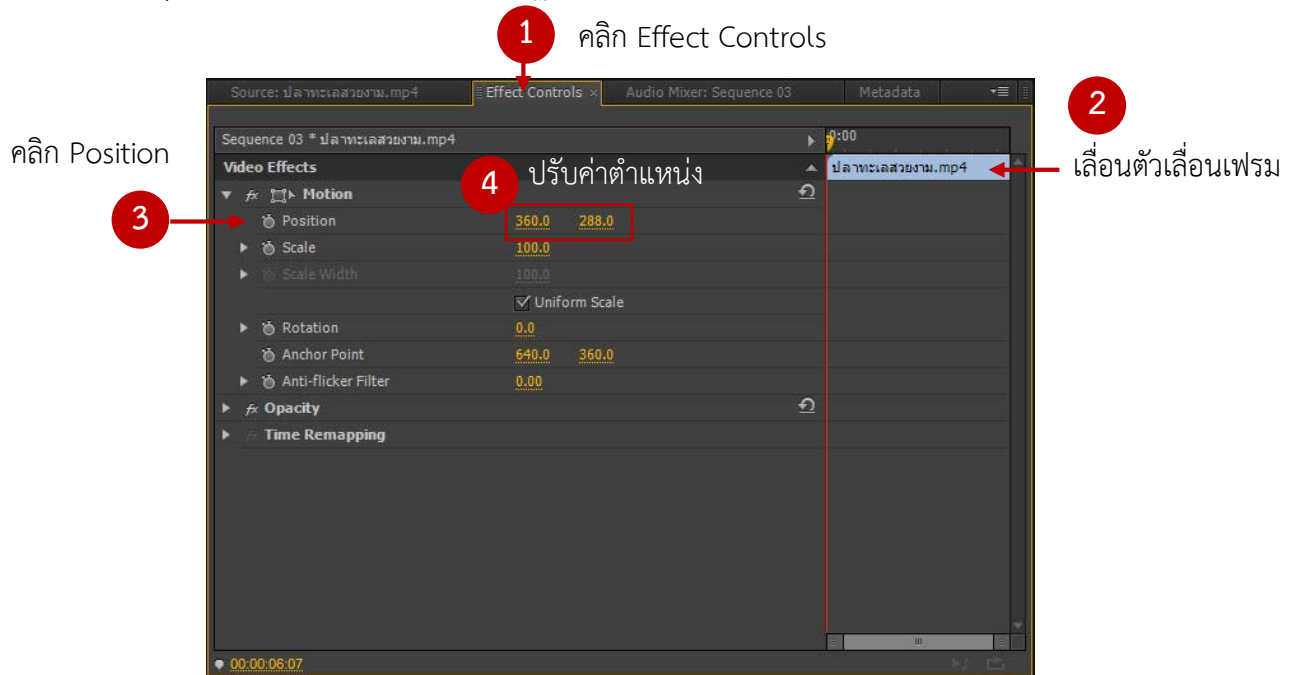 1 คลิก Effect Controls
Source: ปลาทะเลสวยงาม.mp4 Effect Controls × Audio Mixer: Sequence 03 Metadata
2
Sequence 03 * ปลาทะเลสวยงาม.mp4 0:00
คลิก Position
Video Effects ปลาทะเลสวยงาม.mp4
เลื่อนตัวเลื่อนเฟรม
4 ปรับค่าตำแหน่ง
fx Motion
3
Position 360.0 288.0
Scale 100.0
Scale Width 100.0
Uniform Scale
Rotation 0.0
Anchor Point 640.0 360.0
Anti-flicker Filter 0.00
fx Opacity
fx Time Remapping
00:00:06:07